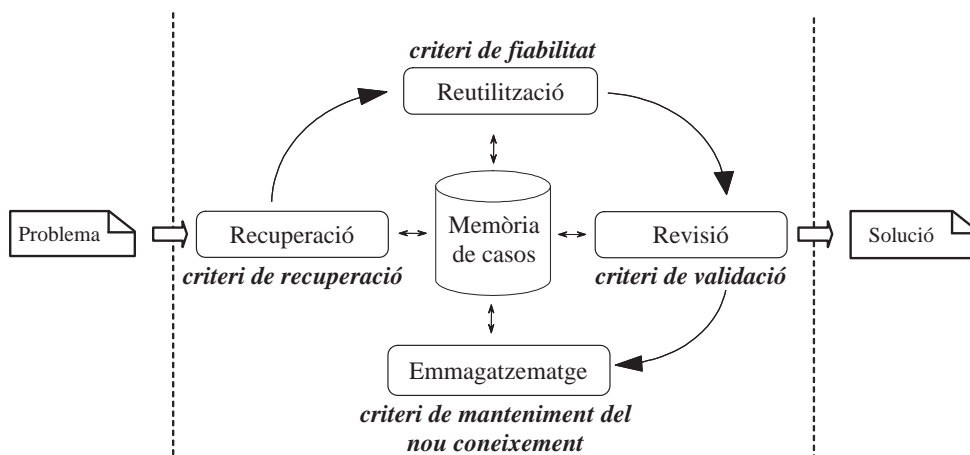 criteri de fiabilitat
Reutilització
Problema
Recuperació
criteri de recuperació
Memòria
de casos
Revisió
criteri de validació
Solució
Emmagatzematge
criteri de manteniment del
nou coneixement